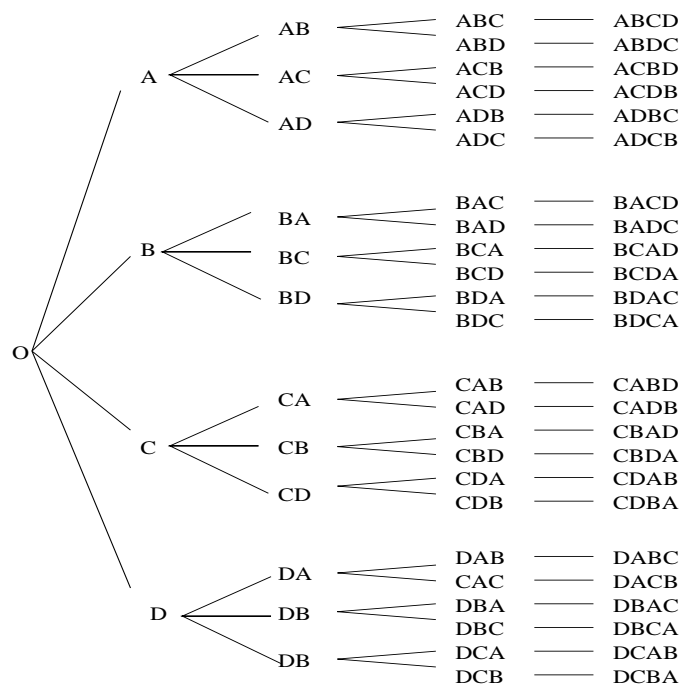 AB ABC ABCD
ABD ABDC
A AC ACB ACBD
ACD ACDB
AD ADB ADBC
ADC ADCB
BA BAC BACD
BAD BADC
B BC BCA BCAD
BCD BCDA
BD BDA BDAC
BDC BDCA
O
CA CAB CABD
CAD CADB
C CB CBA CBAD
CBD CBDA
CD CDA CDAB
CDB CDBA
DA DAB DABC
CAC DACB
D DB DBA DBAC
DBC DBCA
DB DCA DCAB
DCB DCBA